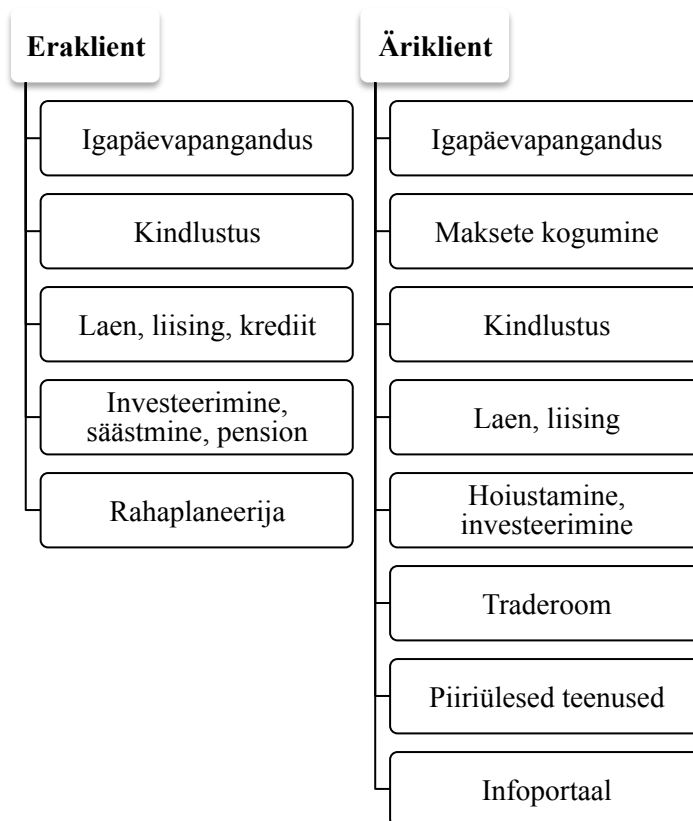 Eraklient
Igapäevapangandus
Kindlustus
Laen, liising, krediit
Investeerimine,
säästmine, pension
Rahaplaneerija
Äriklient
Igapäevapangandus
Maksete kogumine
Kindlustus
Laen, liising
Hoiustamine,
investeerimine
Traderoom
Piiriülesed teenused
Infoportaal